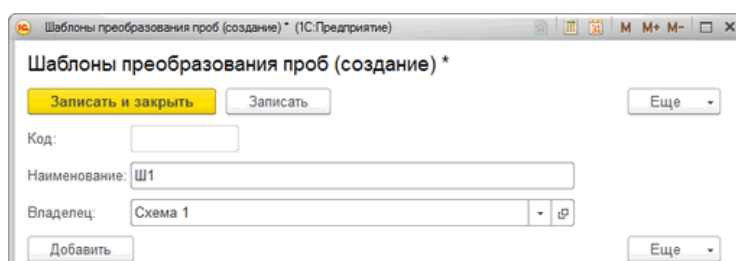 Шаблоны преобразования проб (создание) * (1С:Предприятие) M M+ M-
Шаблоны преобразования проб (создание) *
Записать и закрыть Записать Еще
Код:
Наименование: Ш1
Владелец: Схема 1
Добавить Еще